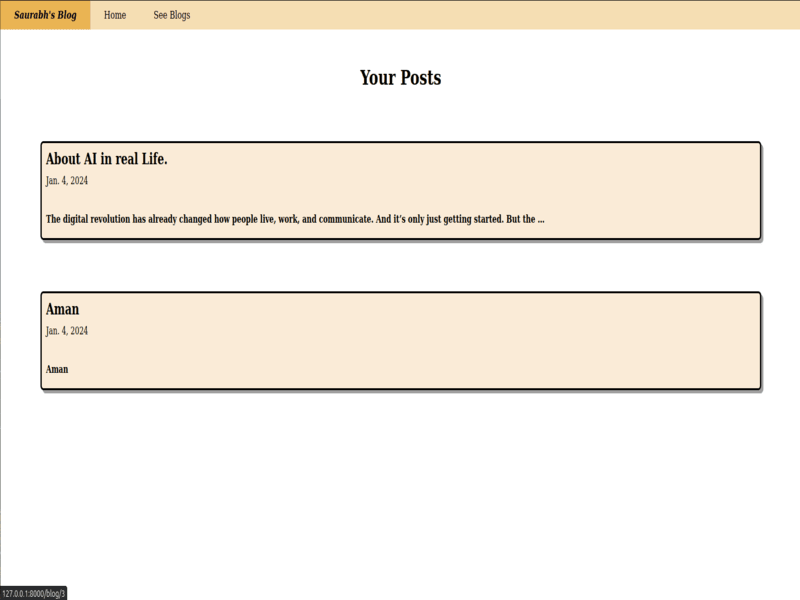 Saurabh's Blog Home See Blogs
Your Posts
About AI in real Life.
Jan. 4, 2024
The digital revolution has already changed how people live, work, and communicate. And it's only just getting started. But the ...
Aman
Jan. 4, 2024
Aman
127.0.0.1:8000/blog/3